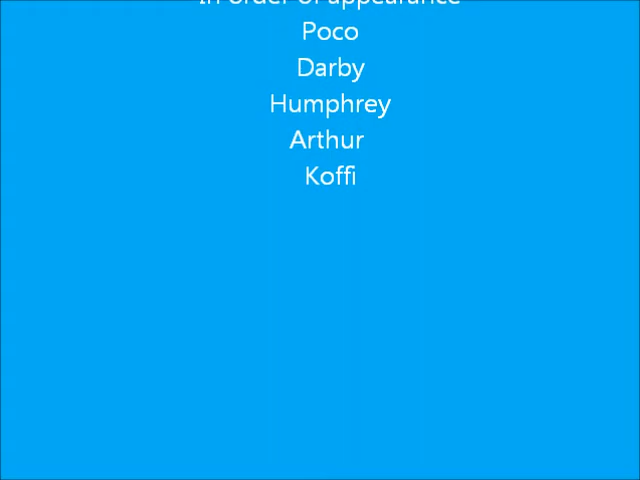 In order of appearance
Poco
Darby
Humphrey
Arthur
Koffi